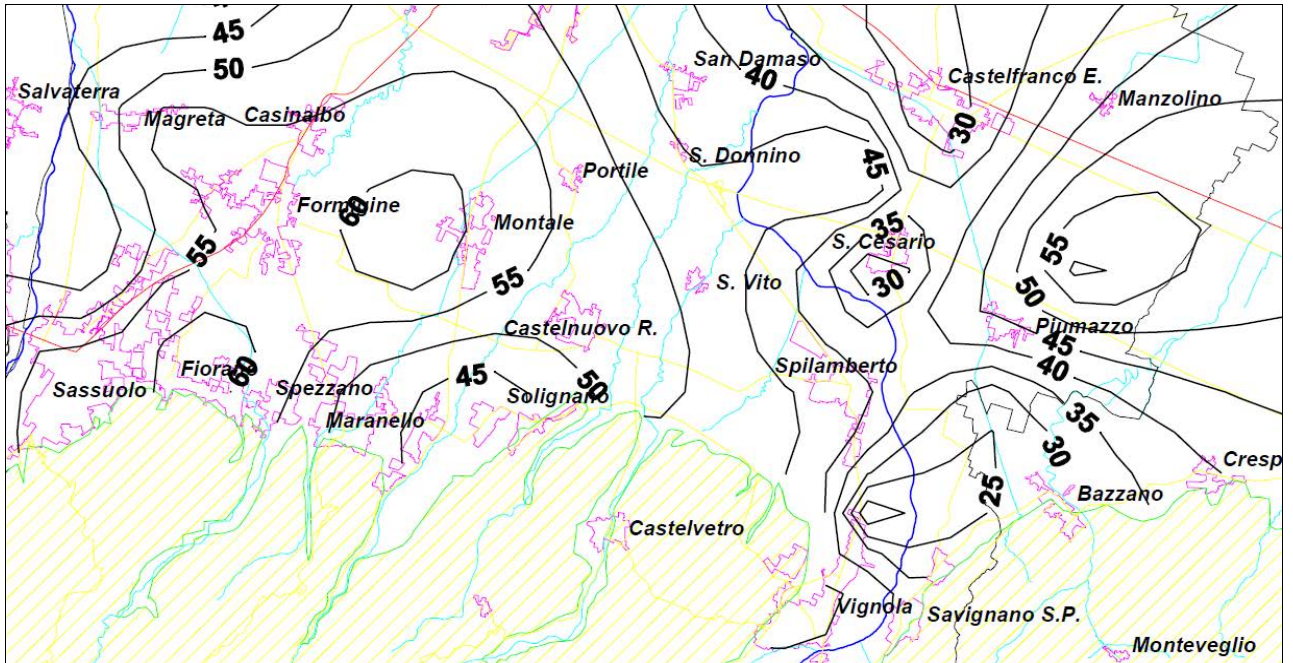 45
50
San Damaso
40
Castelfranco E.
Salvaterra
Manzolino
Magreta
Casinalbo
30
S. Donnino
45
Portile
Formigine
60
Montale
35
S. Cesario
55
55
55
S. Vito
30
50
Castelnuovo R.
Piumazzo
45
Fiorano
60
Spezzano
45
50
Spilamberto
40
Sassuolo
Solignano
Maranello
35
30
Cresp
25
Bazzano
Castelvetro
Vignola
Savignano S.P.
Monteveglio